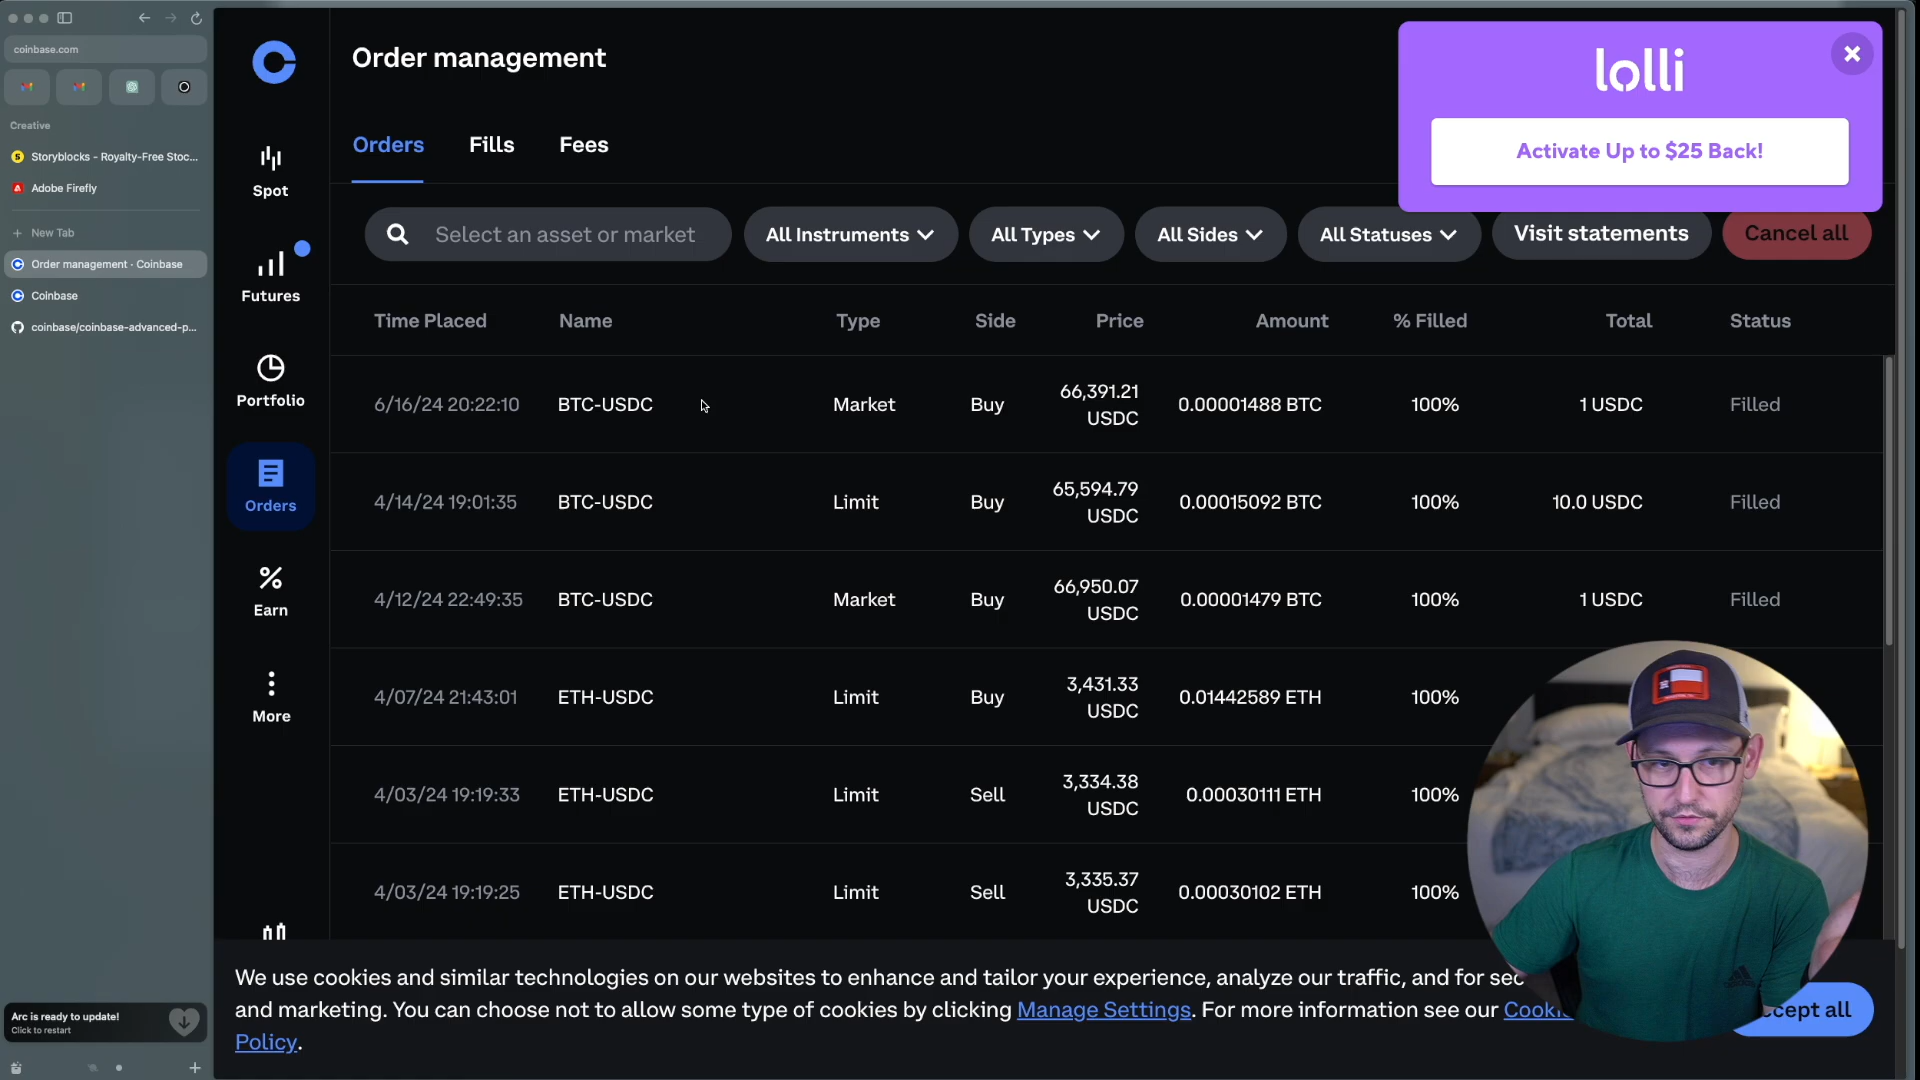 coinbase.com
Creative
Storyblocks - Royalty-Free Stoc...
Adobe Firefly
+ New Tab
Order management - Coinbase
Coinbase
coinbase/coinbase-advanced-p...
Arc is ready to update!
Click to restart
Spot
Futures
Portfolio
Orders
Earn
More
Order management
Orders Fills Fees
lolli
Activate Up to $25 Back!
Select an asset or market All Instruments All Types All Sides All Statuses Visit statements Cancel all
Time Placed Name Type Side Price Amount % Filled Total Status
6/16/24 20:22:10 BTC-USDC Market Buy 66,391.21 USDC 0.00001488 BTC 100% 1 USDC Filled
4/14/24 19:01:35 BTC-USDC Limit Buy 65,594.79 USDC 0.00015092 BTC 100% 10.0 USDC Filled
4/12/24 22:49:35 BTC-USDC Market Buy 66,950.07 USDC 0.00001479 BTC 100% 1 USDC Filled
4/07/24 21:43:01 ETH-USDC Limit Buy 3,431.33 USDC 0.01442589 ETH 100%
4/03/24 19:19:33 ETH-USDC Limit Sell 3,334.38 USDC 0.00030111 ETH 100%
4/03/24 19:19:25 ETH-USDC Limit Sell 3,335.37 USDC 0.00030102 ETH 100%
We use cookies and similar technologies on our websites to enhance and tailor your experience, analyze our traffic, and for sec
and marketing. You can choose not to allow some type of cookies by clicking Manage Settings. For more information see our Cooki
Policy.
cept all